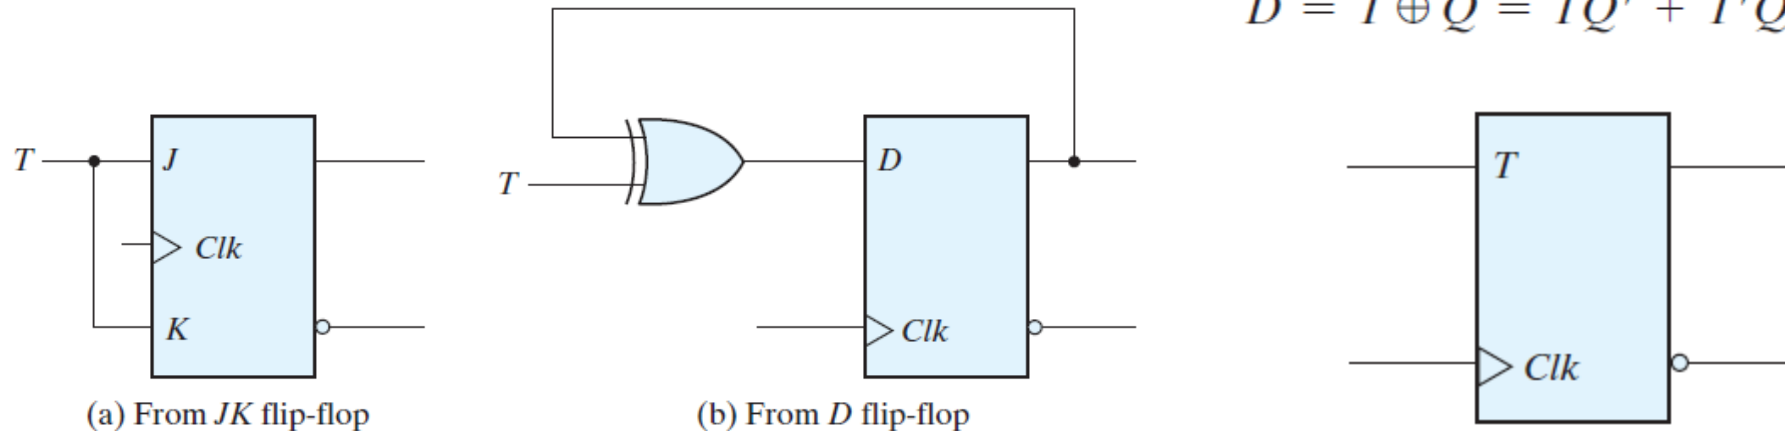 D = T ⊕ Q = TQ' + T'Q
T
J
Clk
K
(a) From JK flip-flop
T
D
Clk
(b) From D flip-flop
T
Clk